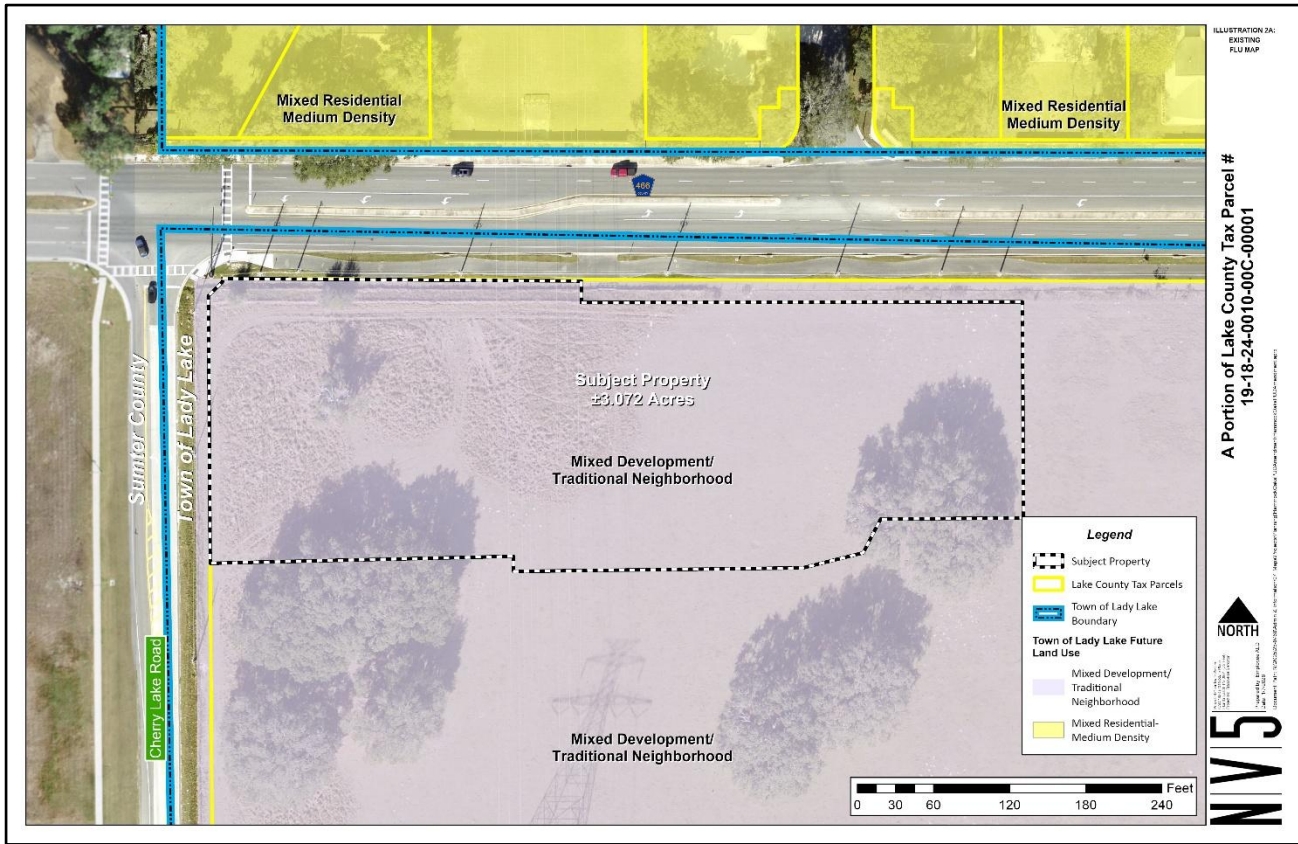 ILLUSTRATION 2A:
EXISTING
FLU MAP
Mixed Residential
Medium Density
Mixed Residential
Medium Density
466
Sumter County
Town of Lady Lake
Cherry Lake Road
Subject Property
±3.072 Acres
Mixed Development/
Traditional Neighborhood
Mixed Development/
Traditional Neighborhood
A Portion of Lake County Tax Parcel #
19-18-24-0010-00C-00001
Legend
Subject Property
Lake County Tax Parcels
Town of Lady Lake
Boundary
Town of Lady Lake Future
Land Use
Mixed Development/
Traditional
Neighborhood
Mixed Residential-
Medium Density
Feet
0 30 60 120 180 240
NORTH
N|V|5